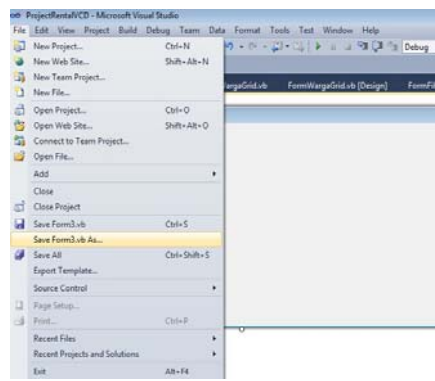 ProjectRentalVCD - Microsoft Visual Studio
File Edit View Project Build Debug Team Data Format Tools Test Window Help
New Project... Ctrl+N
New Web Site... Shift+Alt+N
New Team Project...
New File...
Open Project... Ctrl+O
Open Web Site... Shift+Alt+O
Connect to Team Project...
Open File...
Add
Close
Close Project
Save Form3.vb Ctrl+S
Save Form3.vb As...
Save All Ctrl+Shift+S
Export Template...
Source Control
Page Setup...
Print... Ctrl+P
Recent Files
Recent Projects and Solutions
Exit Alt+F4
Debug
argaGrid.vb FormWargaGrid.vb [Design] FormFil